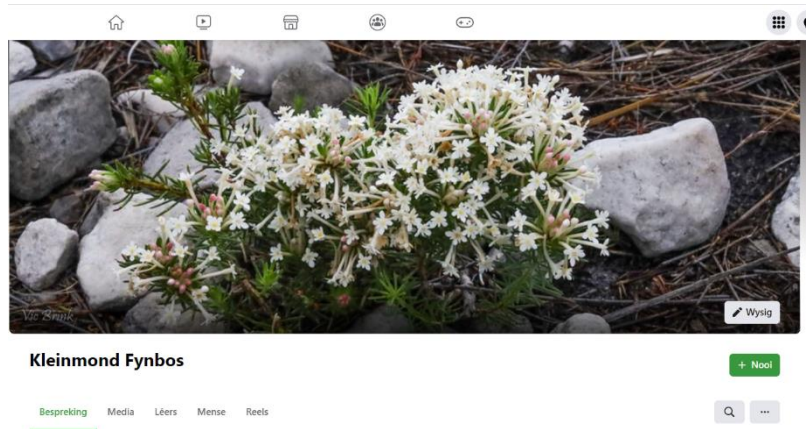 Vic Brink
Wysig
Kleinmond Fynbos
+ Nooi
Bespreking Media Lêers Mense Reels